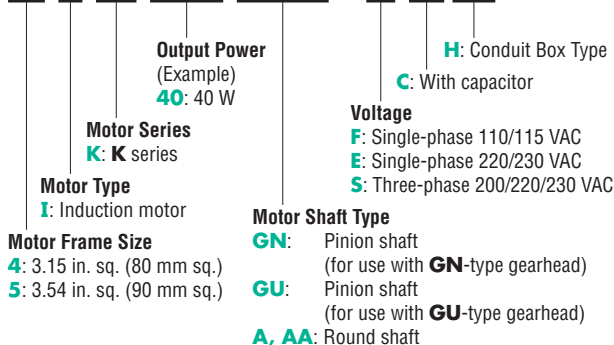 Output Power
(Example)
40: 40 W
H: Conduit Box Type
C: With capacitor
Motor Series
K: K series
Voltage
F: Single-phase 110/115 VAC
E: Single-phase 220/230 VAC
S: Three-phase 200/220/230 VAC
Motor Type
I: Induction motor
Motor Frame Size
4: 3.15 in. sq. (80 mm sq.)
5: 3.54 in. sq. (90 mm sq.)
Motor Shaft Type
GN: Pinion shaft
(for use with GN-type gearhead)
GU: Pinion shaft
(for use with GU-type gearhead)
A, AA: Round shaft